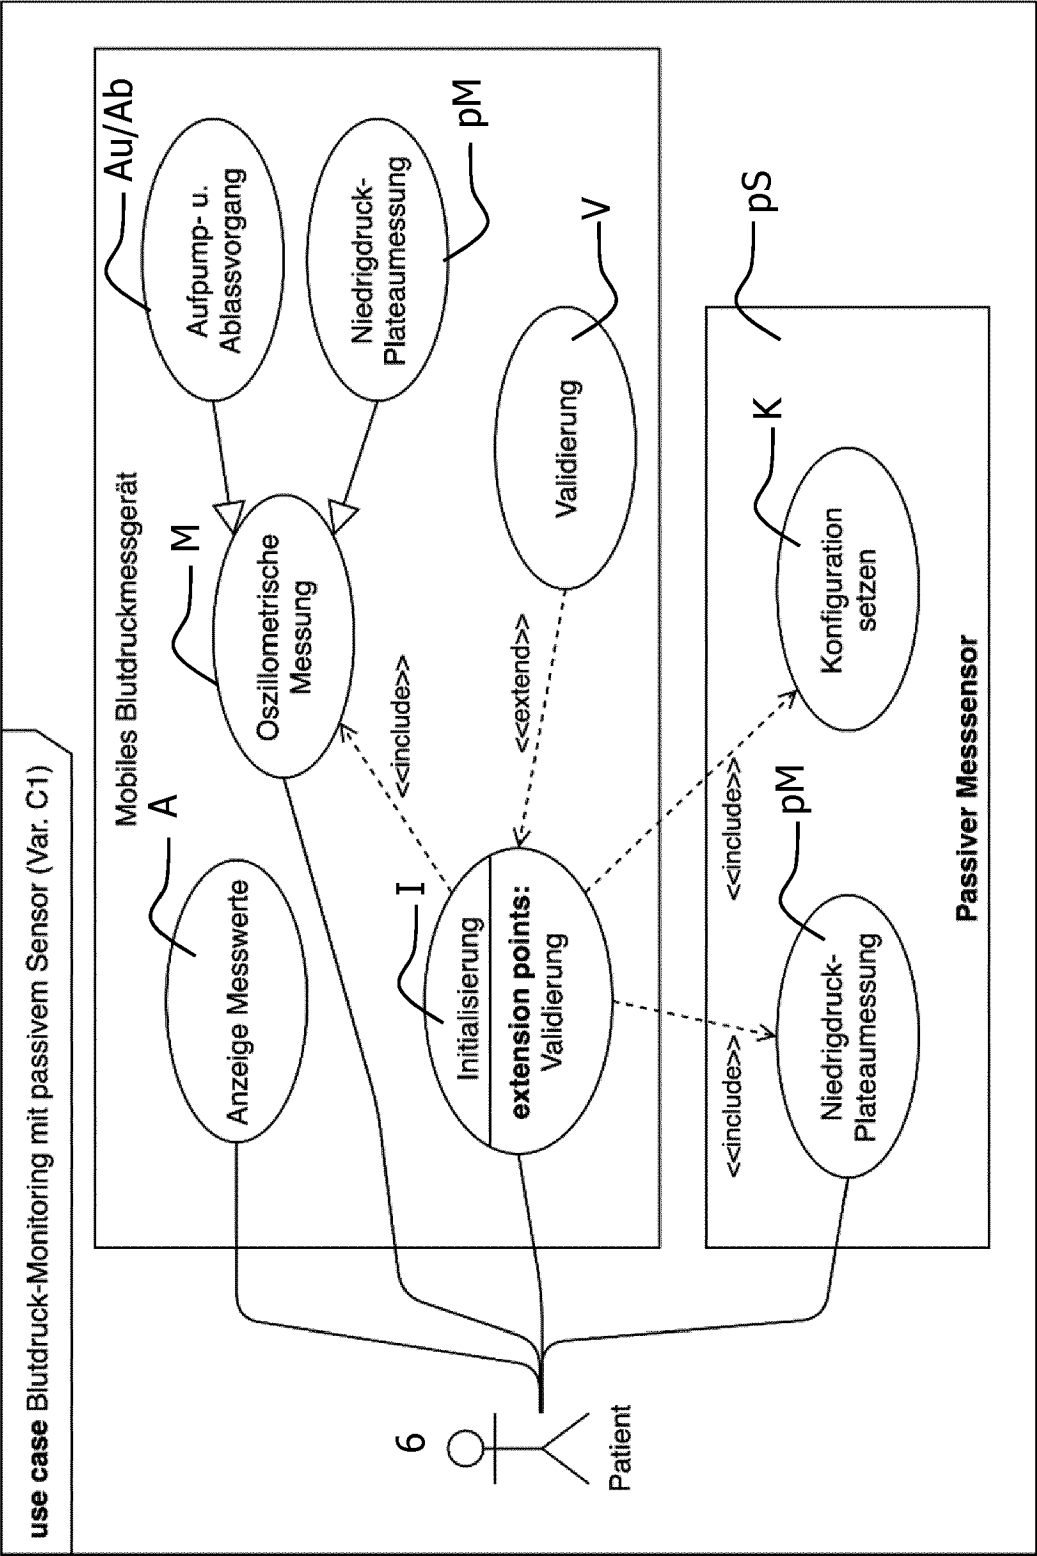 use case Blutdruck-Monitoring mit passivem Sensor (Var. C1)
Mobiles Blutdruckmessgerät
A
Anzeige Messwerte
M
Oszillometrische
Messung
Au/Ab
Aufpump- u.
Ablassvorgang
pM
Niedrigdruck-
Plateaumessung
<<include>>
I
Initialisierung
extension points:
Validierung
<<extend>>
V
Validierung
6
Patient
<<include>>
<<include>>
pM
Niedrigdruck-
Plateaumessung
K
Konfiguration
setzen
pS
Passiver Messsensor